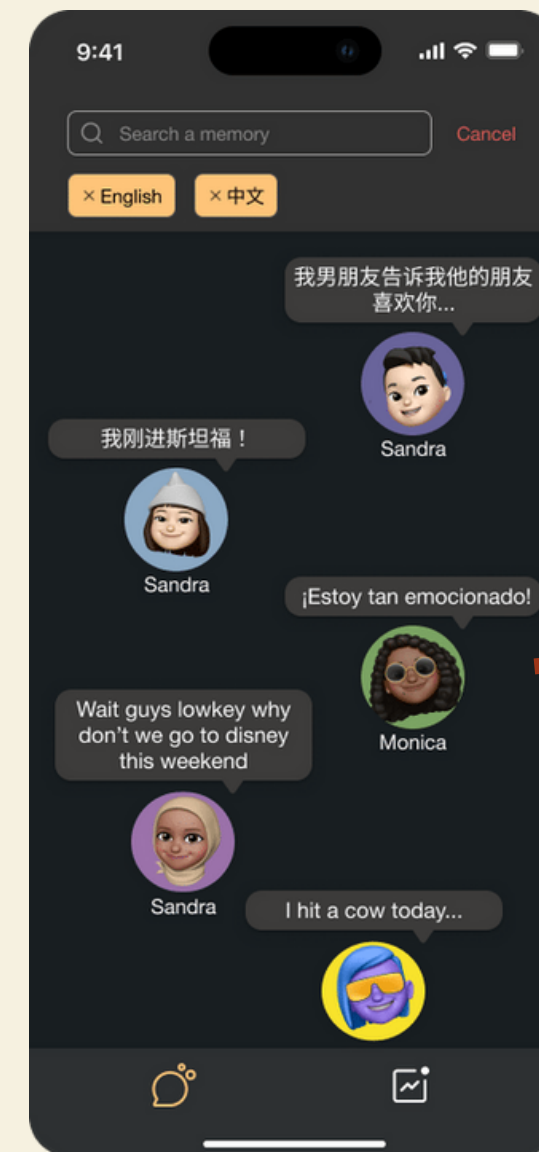 9:41
Search a memory
Cancel
× English
× 中文
我男朋友告诉我他的朋友
喜欢你...
Sandra
我刚进斯坦福！
Sandra
¡Estoy tan emocionado!
Monica
Wait guys lowkey why
don't we go to disney
this weekend
Sandra
I hit a cow today...